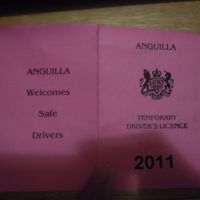 ANGUILLA
Welcomes
Safe
Drivers
ANGUILLA
TEMPORARY
DRIVER'S LICENCE
2011